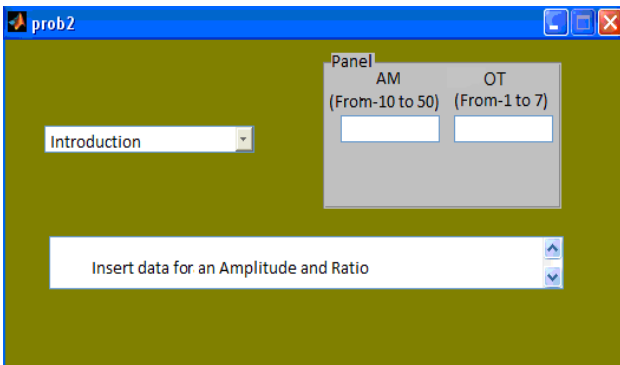 prob2
Panel
AM OT
(From-10 to 50) (From-1 to 7)
Introduction
Insert data for an Amplitude and Ratio